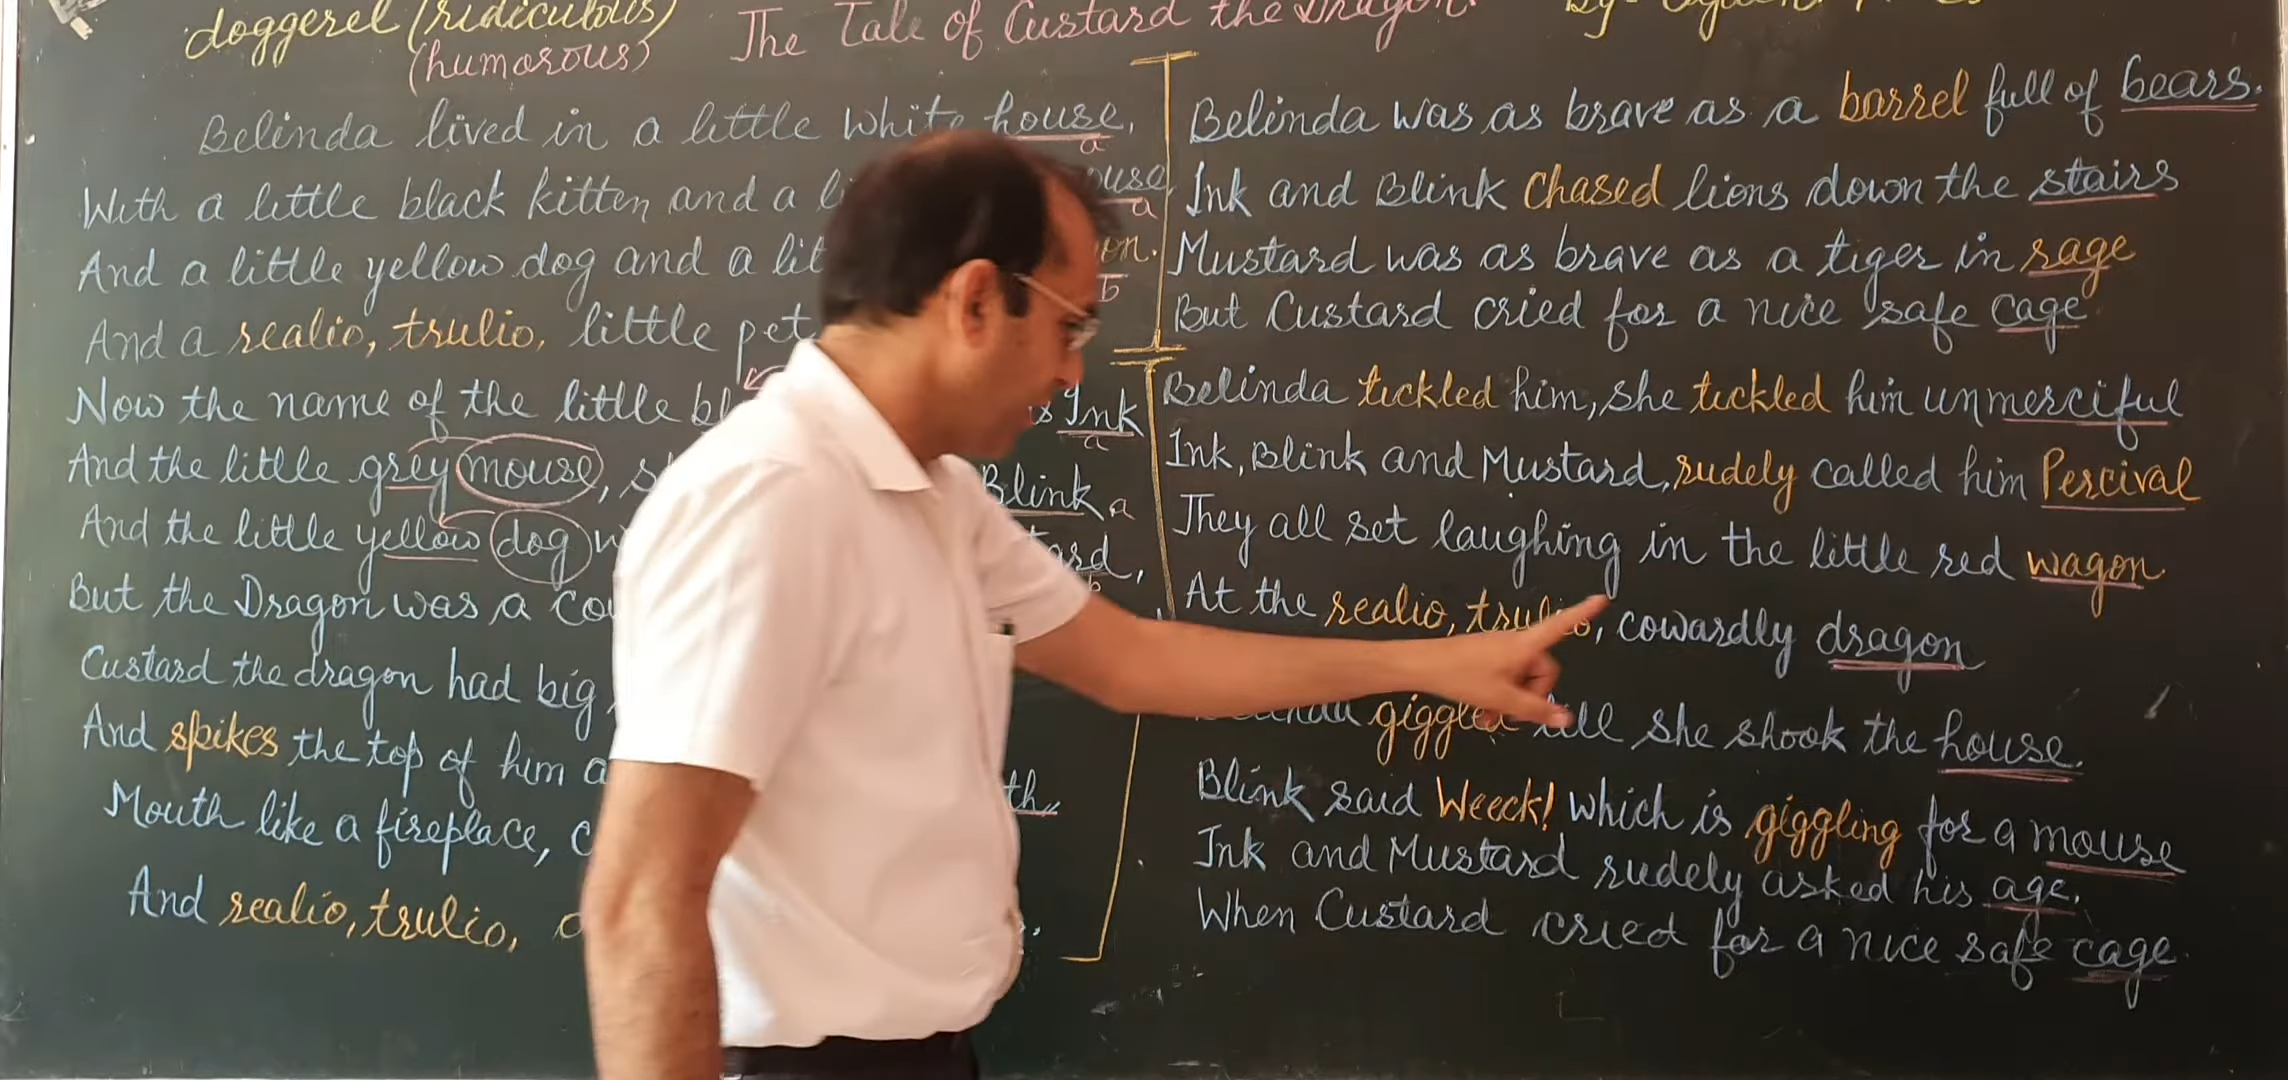 doggerel (ridiculous)
(humorous)
The Tale of Custard the Dragon.
By-
Belinda lived in a little white house,
a
With a little black kitten and a
a
And a little yellow dog and a
b
And a realio, trulio, little pet
Now the name of the little Ink
a
And the little grey mouse, Blink
a
And the little yellow dog
But the Dragon was a
Custard the dragon had big
And spikes the top of him
Mouth like a fireplace,
And realio, trulio,
Belinda was as brave as a barrel full of bears.
Ink and Blink Chased lions down the stairs
Mustard was as brave as a tiger in rage
But Custard cried for a nice safe cage.
Belinda tickled him, she tickled him unmerciful
Ink, Blink and Mustard, rudely called him Percival
They all set laughing in the little red wagon
At the realio, trulio, cowardly dragon
giggled till she shook the house.
Blink said Weeck! which is giggling for a mouse
Ink and Mustard rudely asked his age.
When Custard cried for a nice safe cage.